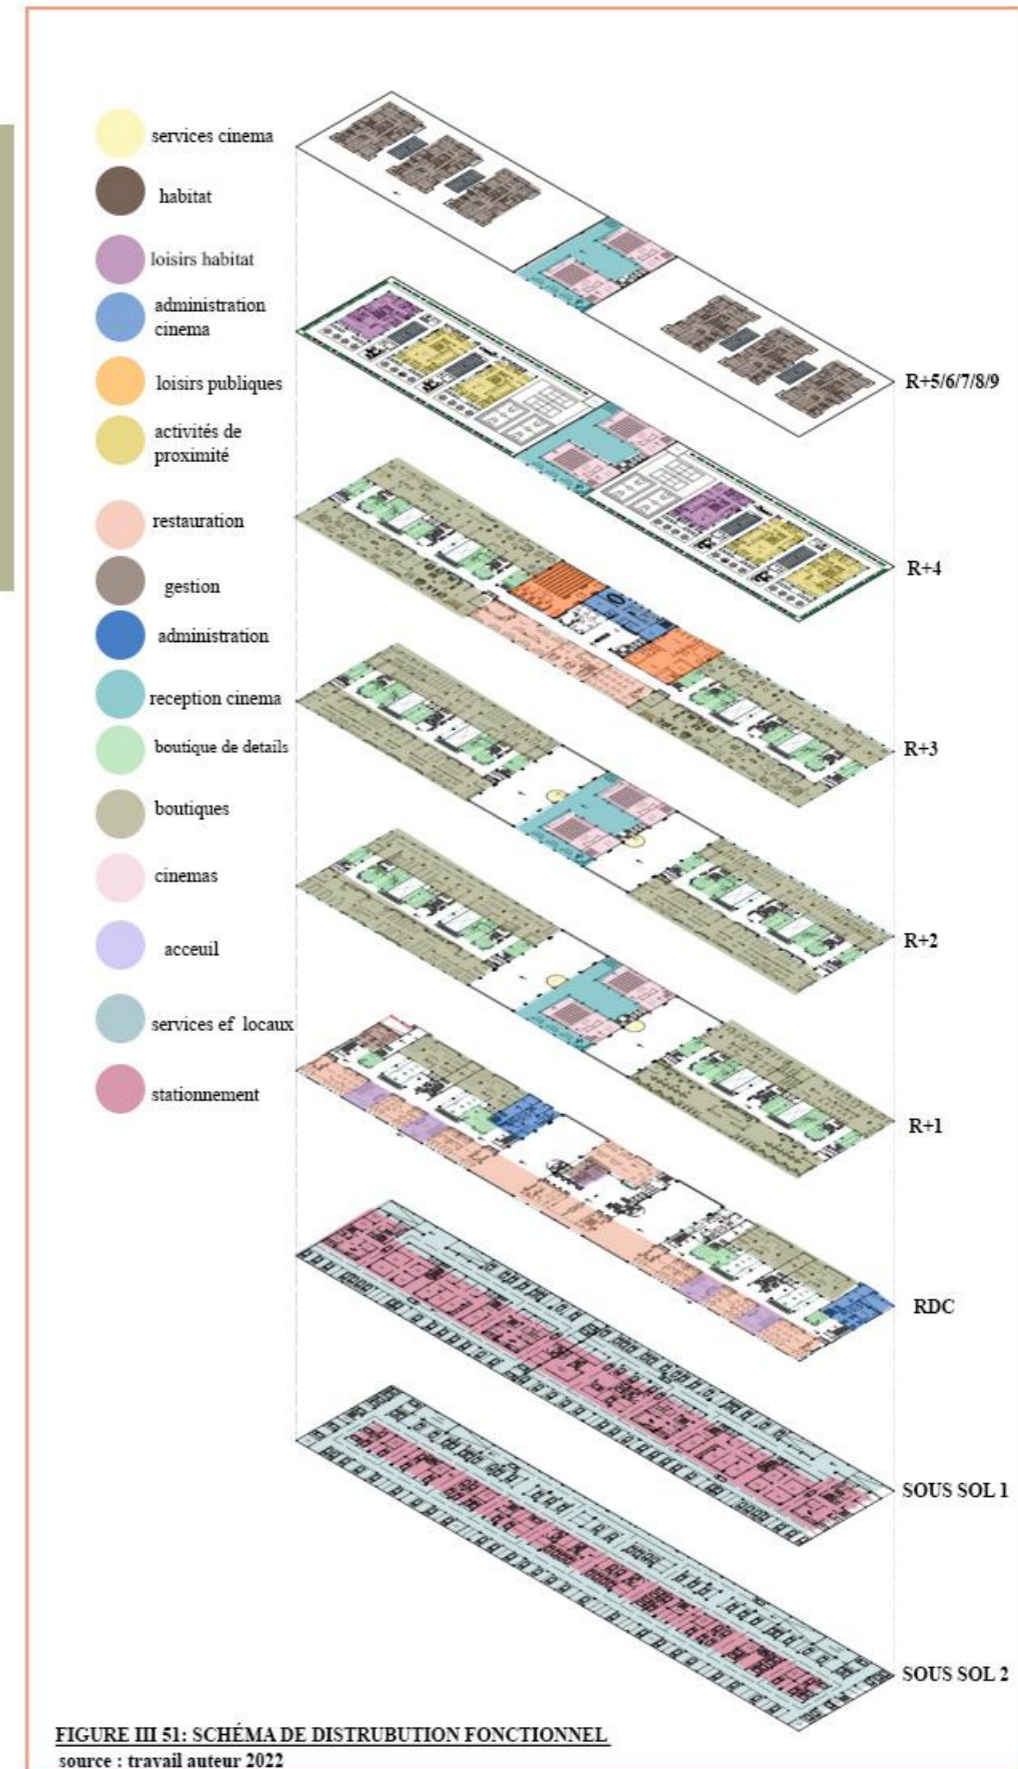 services cinema
habitat
loisirs habitat
administration
cinema
loisirs publiques
activités de
proximité
restauration
gestion
administration
reception cinema
boutique de details
boutiques
cinemas
acceuil
services ef locaux
stationnement
R+5/6/7/8/9
R+4
R+3
R+2
R+1
RDC
SOUS SOL 1
SOUS SOL 2
FIGURE III 51: SCHÉMA DE DISTRUBUTION FONCTIONNEL
source : travail auteur 2022